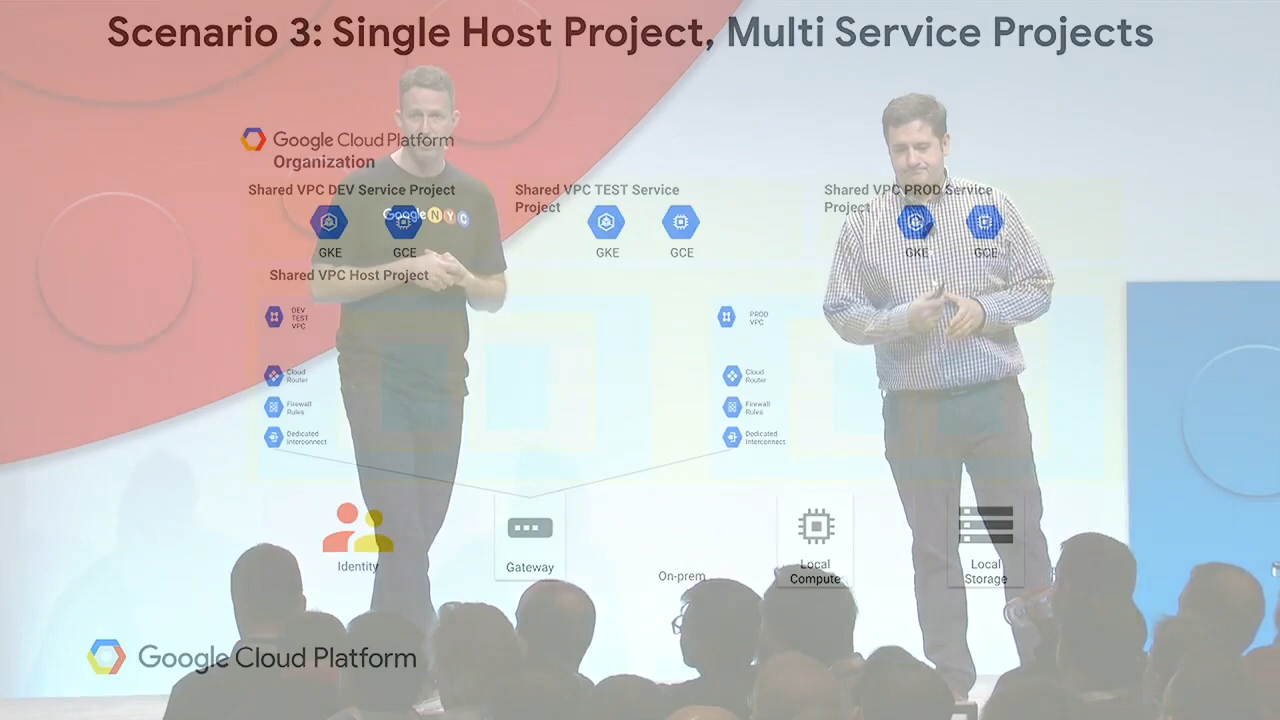 Scenario 3: Single Host Project, Multi Service Projects
Google Cloud Platform
Organization
Shared VPC DEV Service Project
Shared VPC TEST Service
Project
Shared VPC PROD Service
Project
Google NYC
GKE
GCE
GKE
GCE
GKE
GCE
Shared VPC Host Project
DEV
TEST
VPC
PROD
VPC
Cloud
Router
Cloud
Router
Firewall
Rules
Firewall
Rules
Dedicated
Interconnect
Dedicated
Interconnect
Identity
Gateway
On-prem
Local
Compute
Local
Storage
Google Cloud Platform